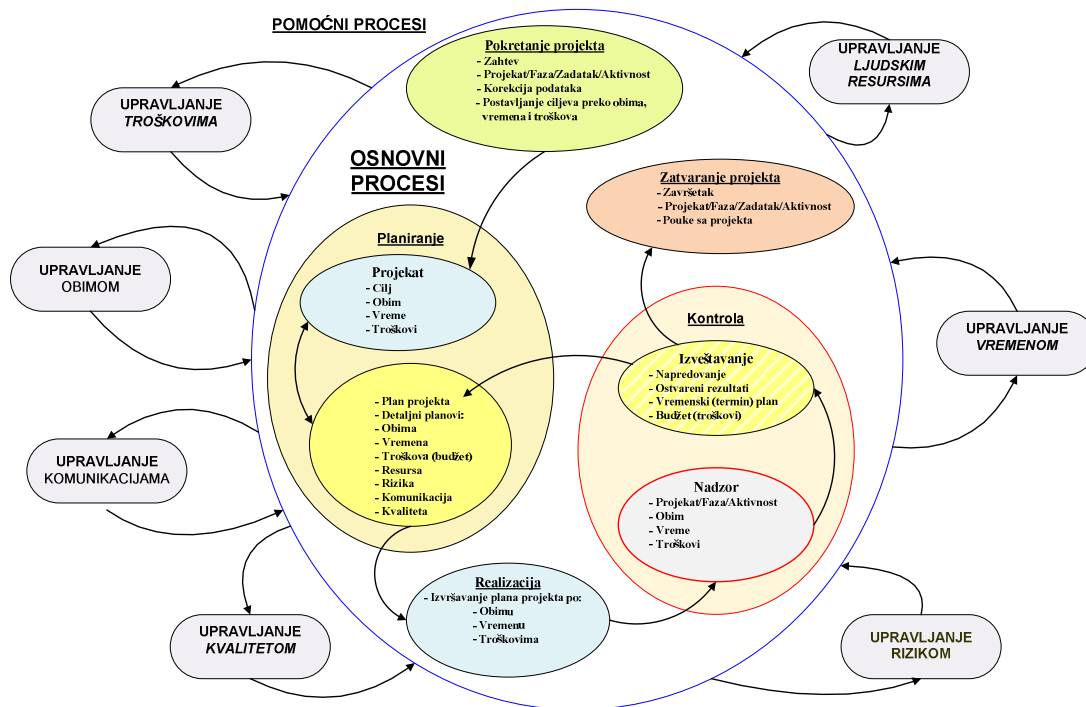 POMOĆNI PROCESI
Pokretanje projekta
- Zahtev
- Projekat/Faza/Zadatak/Aktivnost
- Korekcija podataka
- Postavljanje ciljeva preko obima,
vremena i troškova
UPRAVLJANJE
LJUDSKIM
RESURSIMA
UPRAVLJANJE
TROŠKOVIMA
OSNOVNI
PROCESI
Zatvaranje projekta
- Završetak
- Projekat/Faza/Zadatak/Aktivnost
- Pouke sa projekta
Planiranje
Projekat
- Cilj
- Obim
- Vreme
- Troškovi
UPRAVLJANJE
OBIMOM
Kontrola
Izveštavanje
- Napredovanje
- Ostvareni rezultati
- Vremenski (termin) plan
- Budžet (troškovi)
UPRAVLJANJE
VREMENOM
- Plan projekta
- Detaljni planovi:
- Obima
- Vremena
- Troškova (budžet)
- Resursa
- Rizika
- Komunikacija
- Kvaliteta
UPRAVLJANJE
KOMUNIKACIJAMA
Nadzor
- Projekat/Faza/Aktivnost
- Obim
- Vreme
- Troškovi
Realizacija
- Izvršavanje plana projekta po:
- Obimu
- Vremenu
- Troškovima
UPRAVLJANJE
KVALITETOM
UPRAVLJANJE
RIZIKOM